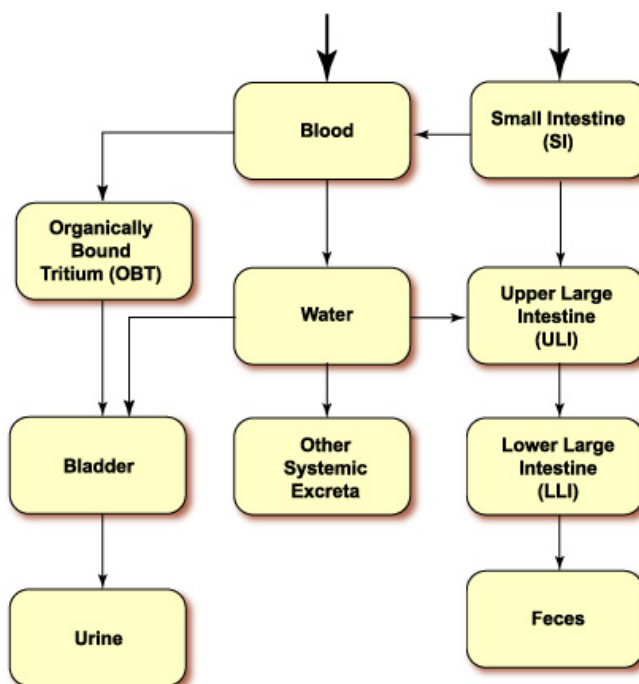 Blood
Small Intestine
(SI)
Organically
Bound
Tritium (OBT)
Water
Upper Large
Intestine
(ULI)
Bladder
Other
Systemic
Excreta
Lower Large
Intestine
(LLI)
Urine
Feces